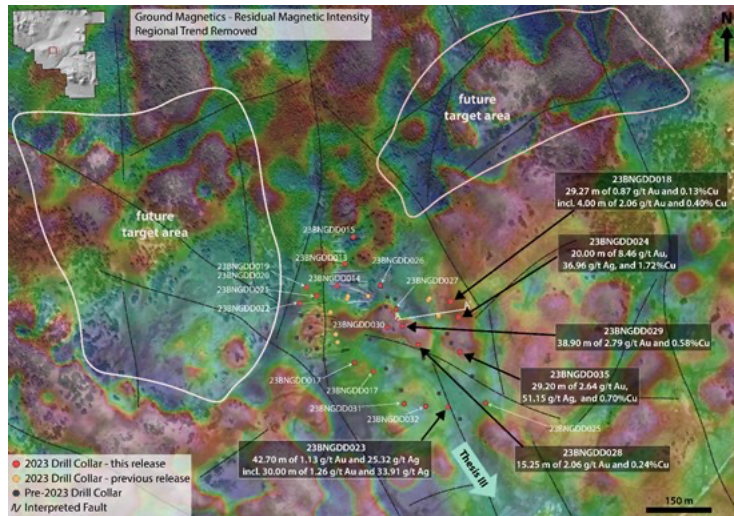 Ground Magnetics - Residual Magnetic Intensity
Regional Trend Removed
N
future
target area
future
target area
23BNGDD018
29.27 m of 0.87 g/t Au and 0.13%Cu
incl. 4.00 m of 2.06 g/t Au and 0.40% Cu
23BNGDD015
23BNGDD024
20.00 m of 8.46 g/t Au,
36.96 g/t Ag, and 1.72%Cu
23BNGDD013
23BNGDD026
23BNGDD019
23BNGDD020
23BNGDD014
23BNGDD027
23BNGDD021
23BNGDD022
23BNGDD030
23BNGDD029
38.90 m of 2.79 g/t Au and 0.58%Cu
23BNGDD035
29.20 m of 2.64 g/t Au,
51.15 g/t Ag, and 0.70%Cu
23BNGDD017
23BNGDD017
23BNGDD031
23BNGDD032
23BNGDD025
23BNGDD023
42.70 m of 1.13 g/t Au and 25.32 g/t Ag
incl. 30.00 m of 1.26 g/t Au and 33.91 g/t Ag
23BNGDD028
15.25 m of 2.06 g/t Au and 0.24%Cu
Thesis III
2023 Drill Collar - this release
2023 Drill Collar - previous release
Pre-2023 Drill Collar
Interpreted Fault
150 m